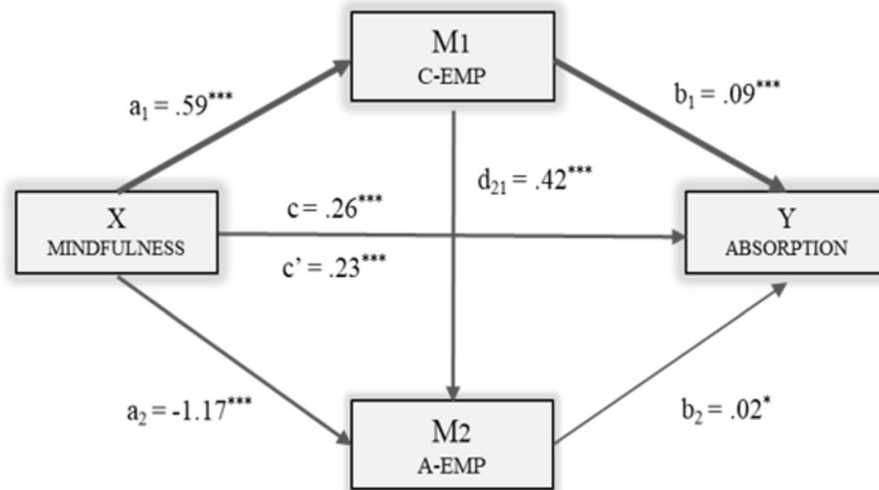 M1
C-EMP
a1 = .59***
b1 = .09***
d21 = .42***
X
MINDFULNESS
c = .26***
c’ = .23***
Y
ABSORPTION
a2 = -1.17***
b2 = .02*
M2
A-EMP